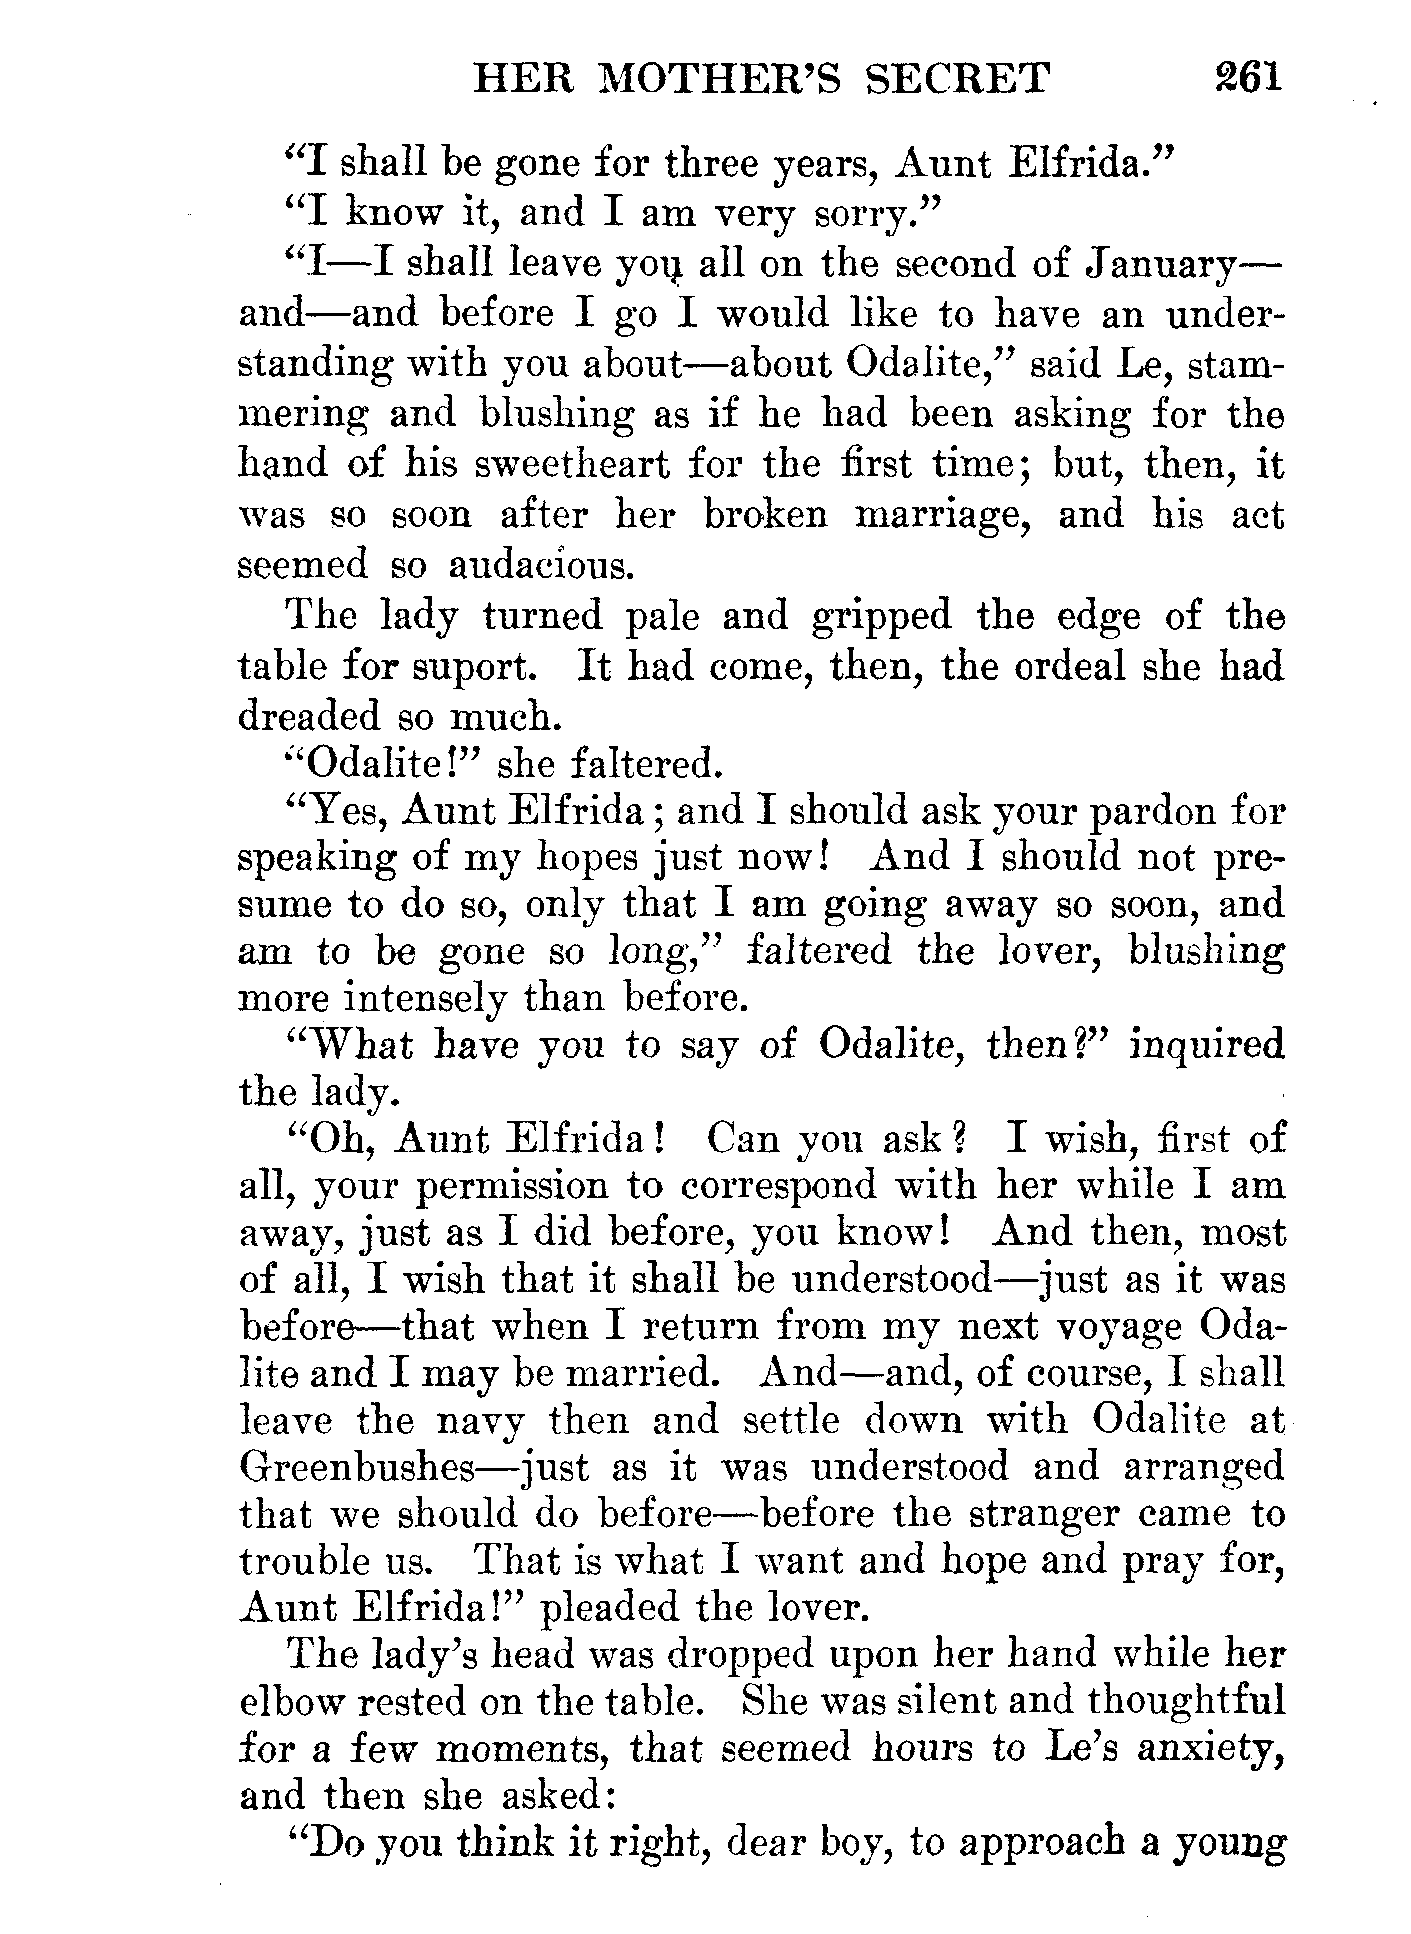 HER MOTHER'S SECRET 261
"I shall be gone for three years, Aunt Elfrida."
"I know it, and I am very sorry."
"I—I shall leave you all on the second of January—
and—and before I go I would like to have an under-
standing with you about—about Odalite," said Le, stam-
mering and blushing as if he had been asking for the
hand of his sweetheart for the first time; but, then, it
was so soon after her broken marriage, and his act
seemed so audacious.
The lady turned pale and gripped the edge of the
table for suport. It had come, then, the ordeal she had
dreaded so much.
"Odalite!" she faltered.
"Yes, Aunt Elfrida; and I should ask your pardon for
speaking of my hopes just now! And I should not pre-
sume to do so, only that I am going away so soon, and
am to be gone so long," faltered the lover, blushing
more intensely than before.
"What have you to say of Odalite, then?" inquired
the lady.
"Oh, Aunt Elfrida! Can you ask? I wish, first of
all, your permission to correspond with her while I am
away, just as I did before, you know! And then, most
of all, I wish that it shall be understood—just as it was
before—that when I return from my next voyage Oda-
lite and I may be married. And—and, of course, I shall
leave the navy then and settle down with Odalite at
Greenbushes—just as it was understood and arranged
that we should do before—before the stranger came to
trouble us. That is what I want and hope and pray for,
Aunt Elfrida!" pleaded the lover.
The lady's head was dropped upon her hand while her
elbow rested on the table. She was silent and thoughtful
for a few moments, that seemed hours to Le's anxiety,
and then she asked:
"Do you think it right, dear boy, to approach a young